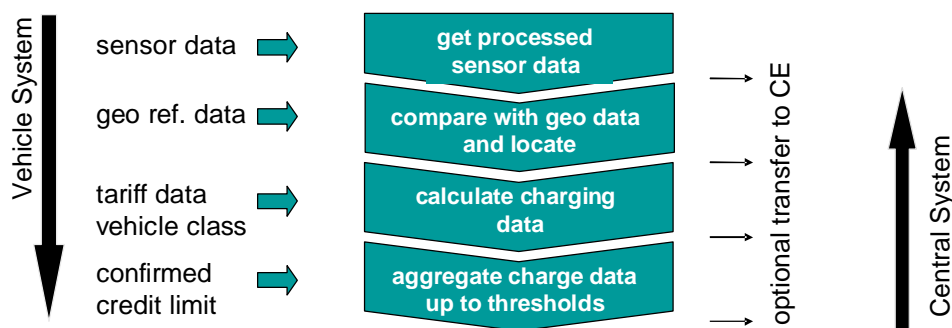 Vehicle System
sensor data
get processed
sensor data
geo ref. data
compare with geo data
and locate
tariff data
vehicle class
calculate charging
data
confirmed
credit limit
aggregate charge data
up to thresholds
optional transfer to CE
Central System